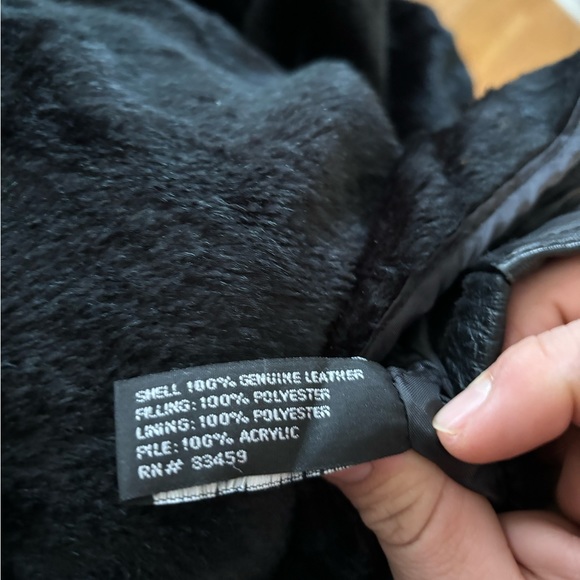 SHELL 100% GENUINE LEATHER
FILLING: 100% POLYESTER
LINING: 100% POLYESTER
PILE: 100% ACRYLIC
RN# 83459